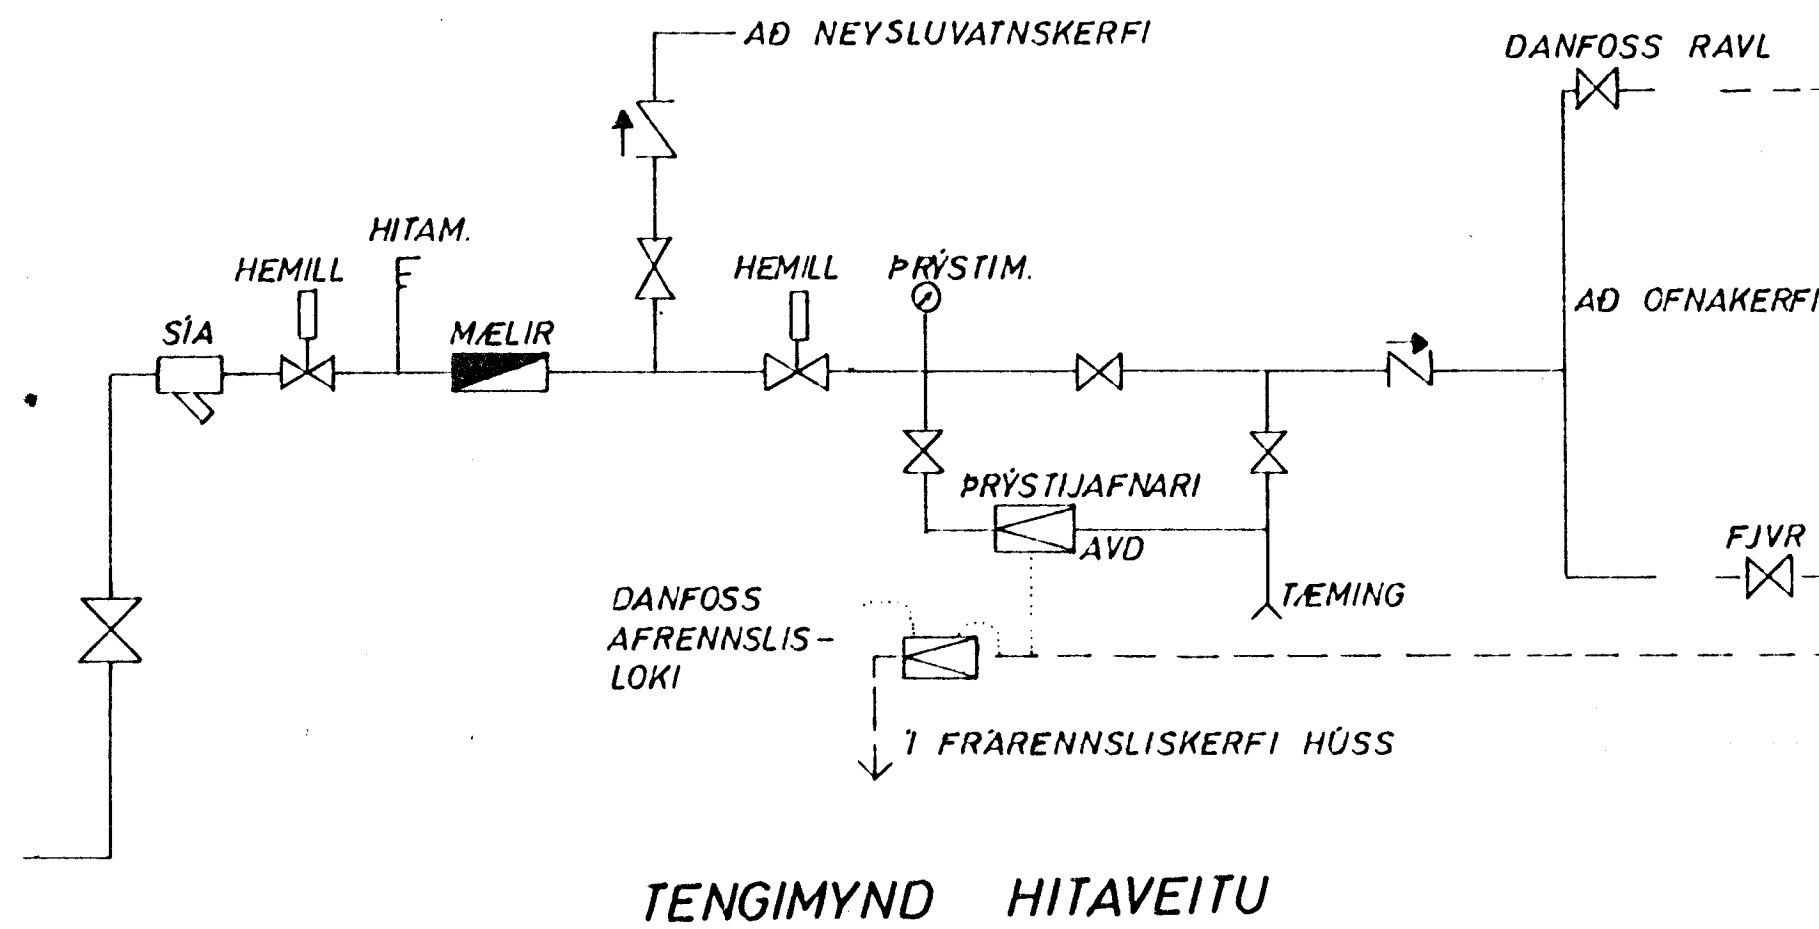 AÐ NEYSLUVATNSKERFI
DANFOSS RAVL
HITAM.
HEMILL
HEMILL
ÞRÝSTIM.
SÍA
MÆLIR
AÐ OFNAKERFI
ÞRÝSTIJAFNARI
AVD
FJVR
TÆMING
DANFOSS
AFRENNSLIS-
LOKI
Í FRÁRENNSLISKERFI HÚSS
TENGIMYND HITAVEITU